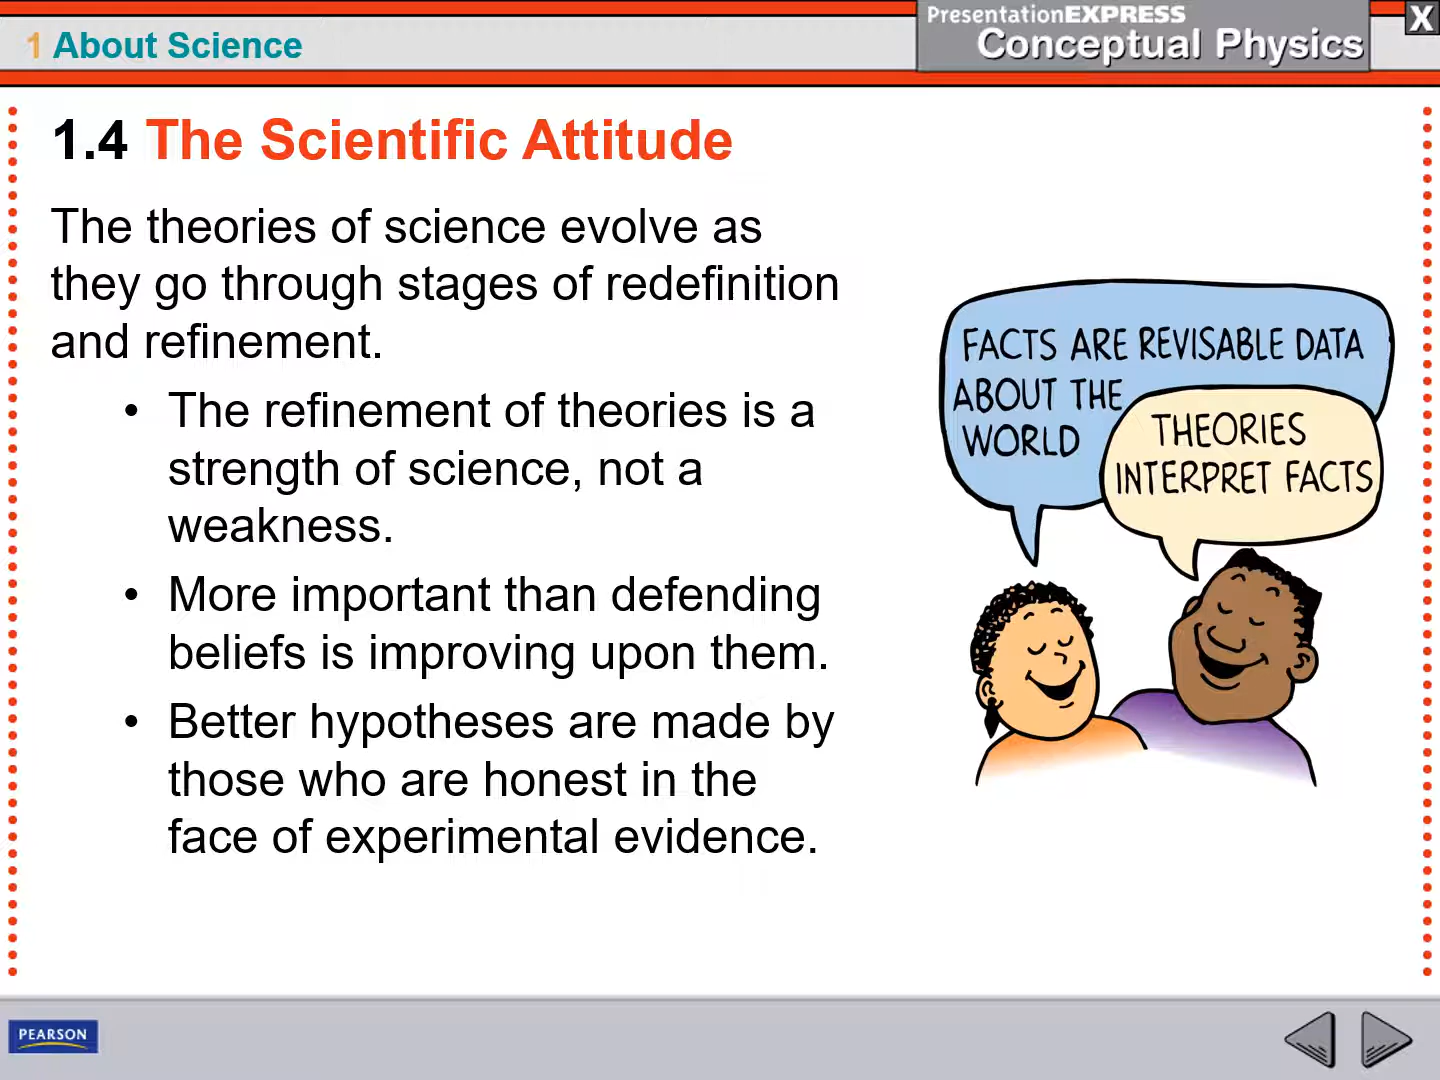 1 About Science
PresentationEXPRESS
Conceptual Physics
X
1.4 The Scientific Attitude
The theories of science evolve as
they go through stages of redefinition
and refinement.
• The refinement of theories is a
strength of science, not a
weakness.
• More important than defending
beliefs is improving upon them.
• Better hypotheses are made by
those who are honest in the
face of experimental evidence.
FACTS ARE REVISABLE DATA
ABOUT THE
WORLD
THEORIES
INTERPRET FACTS
PEARSON